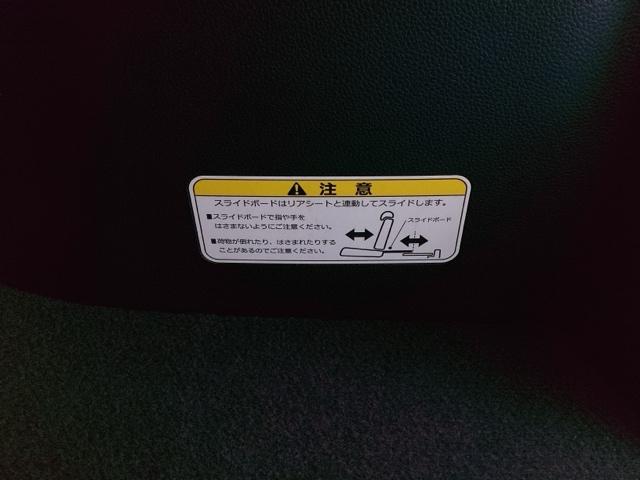 注意
スライドボードはリアシートと連動してスライドします。
■スライドボードで指や手を
はさまないようにご注意ください。
■荷物が倒れたり、はさまれたりする
ことがあるのでご注意ください。
スライドボード